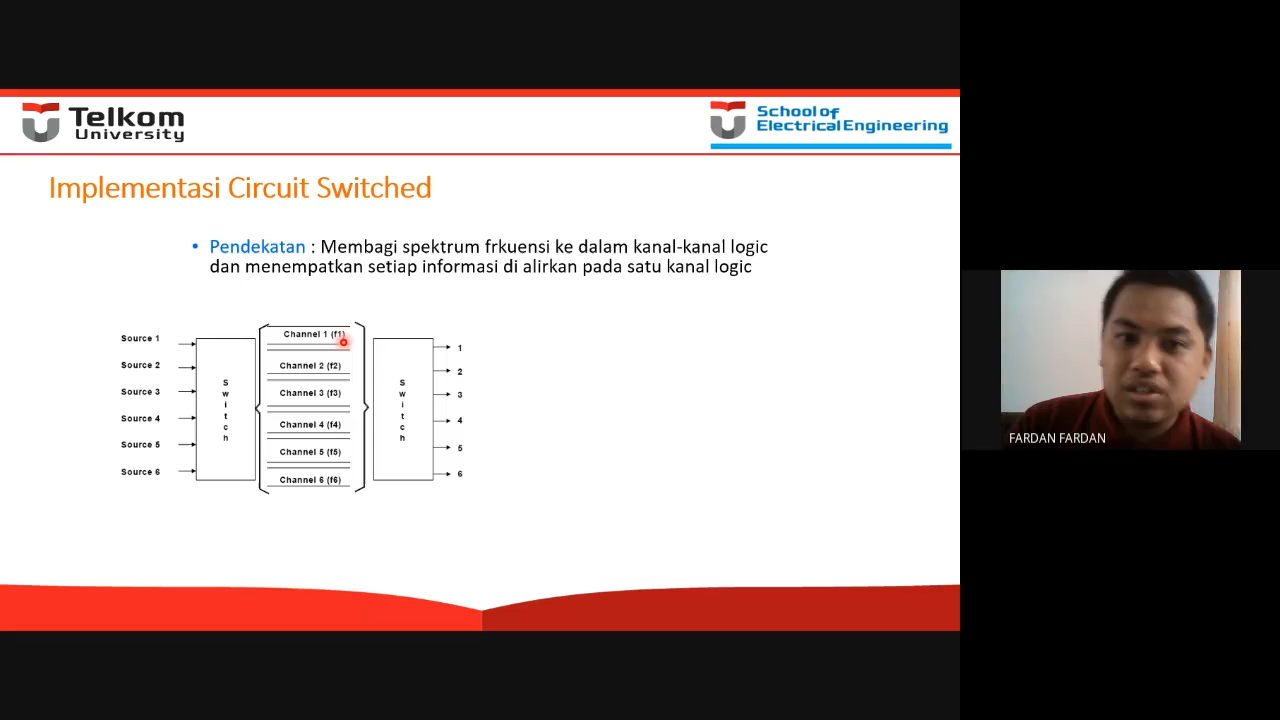 Telkom
University
School of
Electrical Engineering
Implementasi Circuit Switched
• Pendekatan : Membagi spektrum frkuensi ke dalam kanal-kanal logic
dan menempatkan setiap informasi di alirkan pada satu kanal logic
Source 1
Source 2
Source 3
Source 4
Source 5
Source 6
Switch
Channel 1 (f1)
Channel 2 (f2)
Channel 3 (f3)
Channel 4 (f4)
Channel 5 (f5)
Channel 6 (f6)
Switch
1
2
3
4
5
6
FARDAN FARDAN